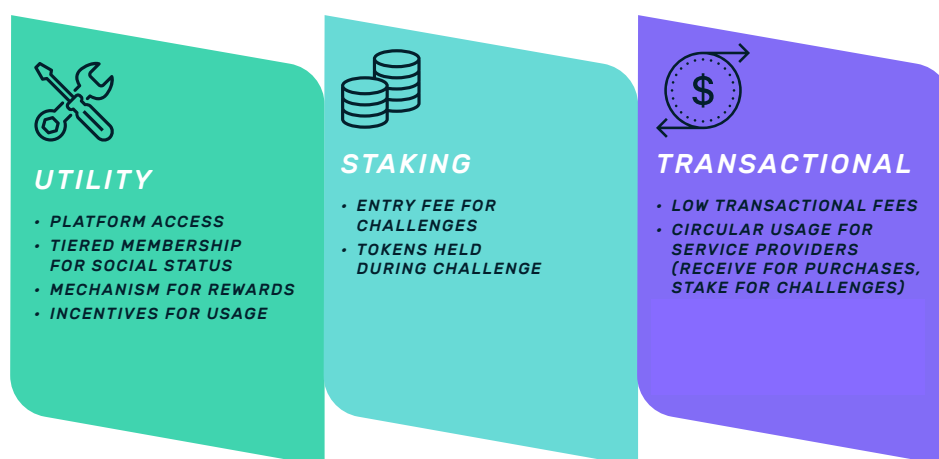 UTILITY
• PLATFORM ACCESS
• TIERED MEMBERSHIP
FOR SOCIAL STATUS
• MECHANISM FOR REWARDS
• INCENTIVES FOR USAGE
STAKING
• ENTRY FEE FOR
CHALLENGES
• TOKENS HELD
DURING CHALLENGE
$
TRANSACTIONAL
• LOW TRANSACTIONAL FEES
• CIRCULAR USAGE FOR
SERVICE PROVIDERS
(RECEIVE FOR PURCHASES,
STAKE FOR CHALLENGES)